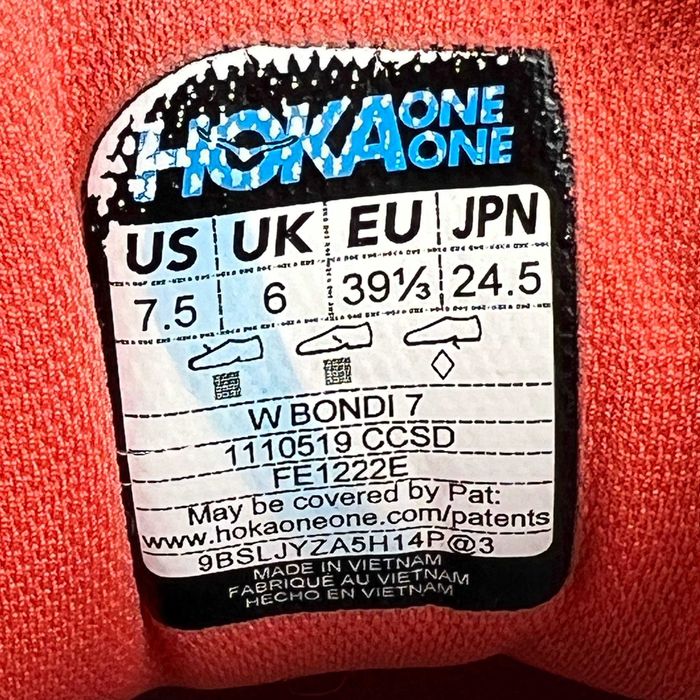 HOKA ONE ONE
US UK EU JPN
7.5 6 39⅓ 24.5
W BONDI 7
1110519 CCSD
FE1222E
May be covered by Pat:
www.hokaoneone.com/patents
9BSLJYZA5H14P@3
MADE IN VIETNAM
FABRIQUÉ AU VIETNAM
HECHO EN VIETNAM